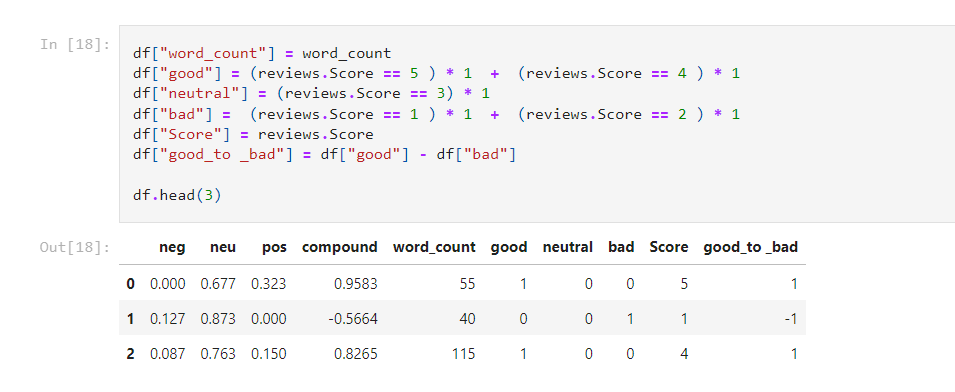 In [18]:
df["word_count"] = word_count
df["good"] = (reviews.Score == 5 ) * 1  +  (reviews.Score == 4 ) * 1
df["neutral"] = (reviews.Score == 3) * 1
df["bad"] =  (reviews.Score == 1 ) * 1  +  (reviews.Score == 2 ) * 1
df["Score"] = reviews.Score
df["good_to _bad"] = df["good"] - df["bad"]
df.head(3)
Out[18]:
neg neu pos compound word_count good neutral bad Score good_to _bad
0 0.000 0.677 0.323 0.9583 55 1 0 0 5 1
1 0.127 0.873 0.000 -0.5664 40 0 0 1 1 -1
2 0.087 0.763 0.150 0.8265 115 1 0 0 4 1